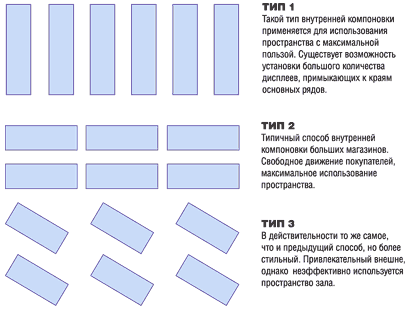 ТИП 1
Такой тип внутренней компоновки
применяется для использования
пространства с максимальной
пользой. Существует возможность
установки большого количества
дисплеев, примыкающих к краям
основных рядов.
ТИП 2
Типичный способ внутренней
компоновки больших магазинов.
Свободное движение покупателей,
максимальное использование
пространства.
ТИП 3
В действительности то же самое,
что и предыдущий способ, но более
стильный. Привлекательный внешне,
однако неэффективно используется
пространство зала.